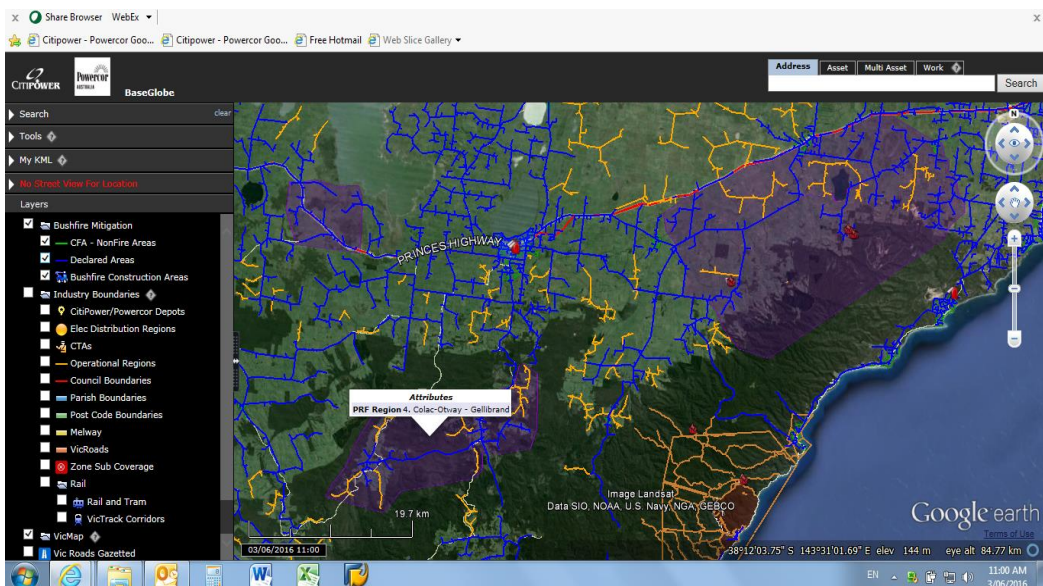 x Share Browser WebEx x
Citipower - Powercor Goo... Citipower - Powercor Goo... Free Hotmail Web Slice Gallery
CITIPOWER Powercor AUSTRALIA BaseGlobe
Address Asset Multi Asset Work
Search
Search clear
Tools
My KML
No Street View For Location
Layers
Bushfire Mitigation
CFA - NonFire Areas
Declared Areas
Bushfire Construction Areas
Industry Boundaries
CitiPower/Powercor Depots
Elec Distribution Regions
CTAs
Operational Regions
Council Boundaries
Parish Boundaries
Post Code Boundaries
Melway
VicRoads
Zone Sub Coverage
Rail
Rail and Tram
VicTrack Corridors
VicMap
Vic Roads Gazetted
N
PRINCES HIGHWAY
Attributes
PRF Region 4. Colac-Otway - Gellibrand
19.7 km
Image Landsat
Data SIO, NOAA, U.S. Navy, NGA, GEBCO
Google earth
Terms of Use
03/06/2016 11:00
38°12'03.75" S 143°31'01.69" E elev 144 m eye alt 84.77 km
EN
11:00 AM
3/06/2016